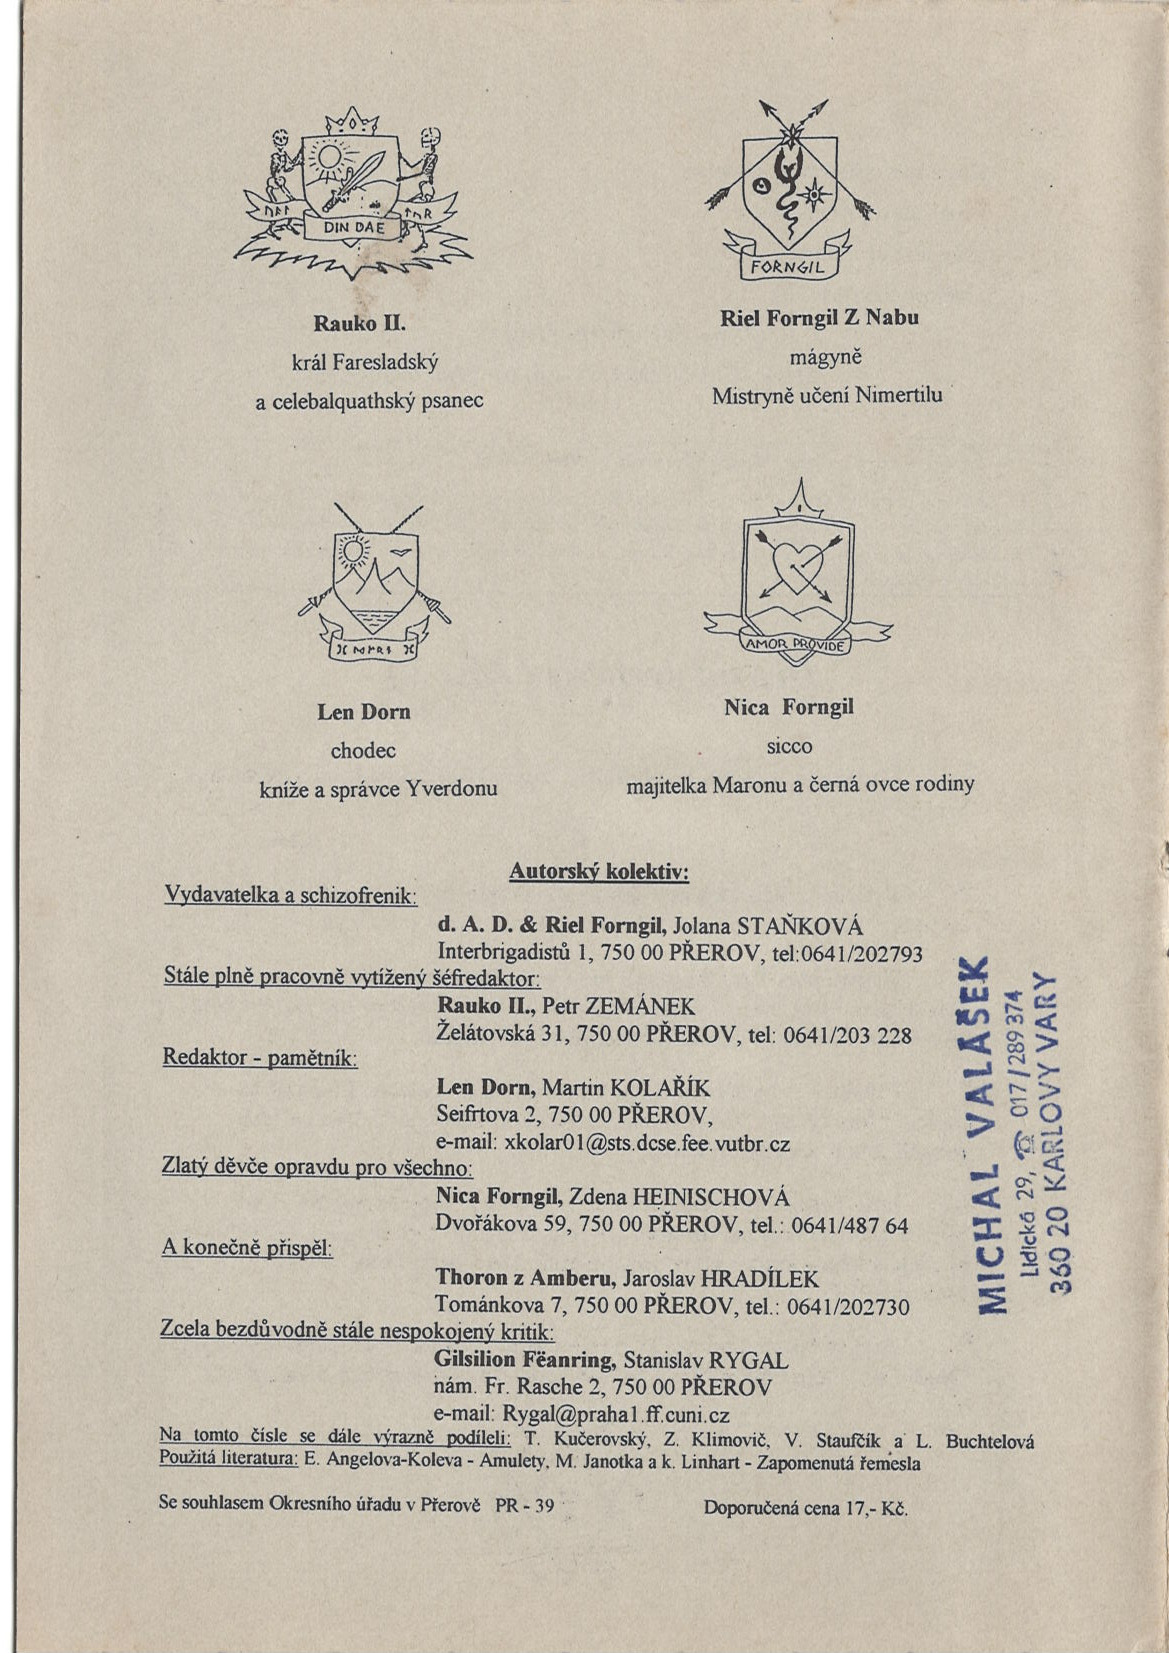 DIN DAE
Rauko II.
král Faresladský
a celebalquathský psanec
FORNGIL
Riel Forngil Z Nabu
mágyně
Mistryně učení Nimertilu
Len Dorn
chodec
kníže a správce Yverdonu
AMOR PROVIDE
Nica Forngil
sicco
majitelka Maronu a černá ovce rodiny
Autorský kolektiv:
Vydavatelka a schizofrenik:
d. A. D. & Riel Forngil, Jolana STAŇKOVÁ
Interbrigadistů 1, 750 00 PŘEROV, tel:0641/202793
Stále plně pracovně vytížený šéfredaktor:
Rauko II., Petr ZEMÁNEK
Želátovská 31, 750 00 PŘEROV, tel: 0641/203 228
Redaktor - pamětník:
Len Dorn, Martin KOLAŘÍK
Seifrtova 2, 750 00 PŘEROV,
e-mail: xkolar01@sts.dcse.fee.vutbr.cz
Zlatý děvče opravdu pro všechno:
Nica Forngil, Zdena HEINISCHOVÁ
Dvořákova 59, 750 00 PŘEROV, tel.: 0641/487 64
A konečně přispěl:
Thoron z Amberu, Jaroslav HRADÍLEK
Tománkova 7, 750 00 PŘEROV, tel.: 0641/202730
Zcela bezdůvodně stále nespokojený kritik:
Gilsilion Fëanring, Stanislav RYGAL
nám. Fr. Rasche 2, 750 00 PŘEROV
e-mail: Rygal@praha1.ff.cuni.cz
Na tomto čísle se dále výrazně podíleli: T. Kučerovský, Z. Klimovič, V. Staufčík a L. Buchtelová
Použitá literatura: E. Angelova-Koleva - Amulety, M. Janotka a k. Linhart - Zapomenutá řemesla
Se souhlasem Okresního úřadu v Přerově PR - 39
Doporučená cena 17,- Kč.
MICHAL VALÁŠEK
Lidická 29, ☎ 017/289374
360 20 KARLOVY VARY